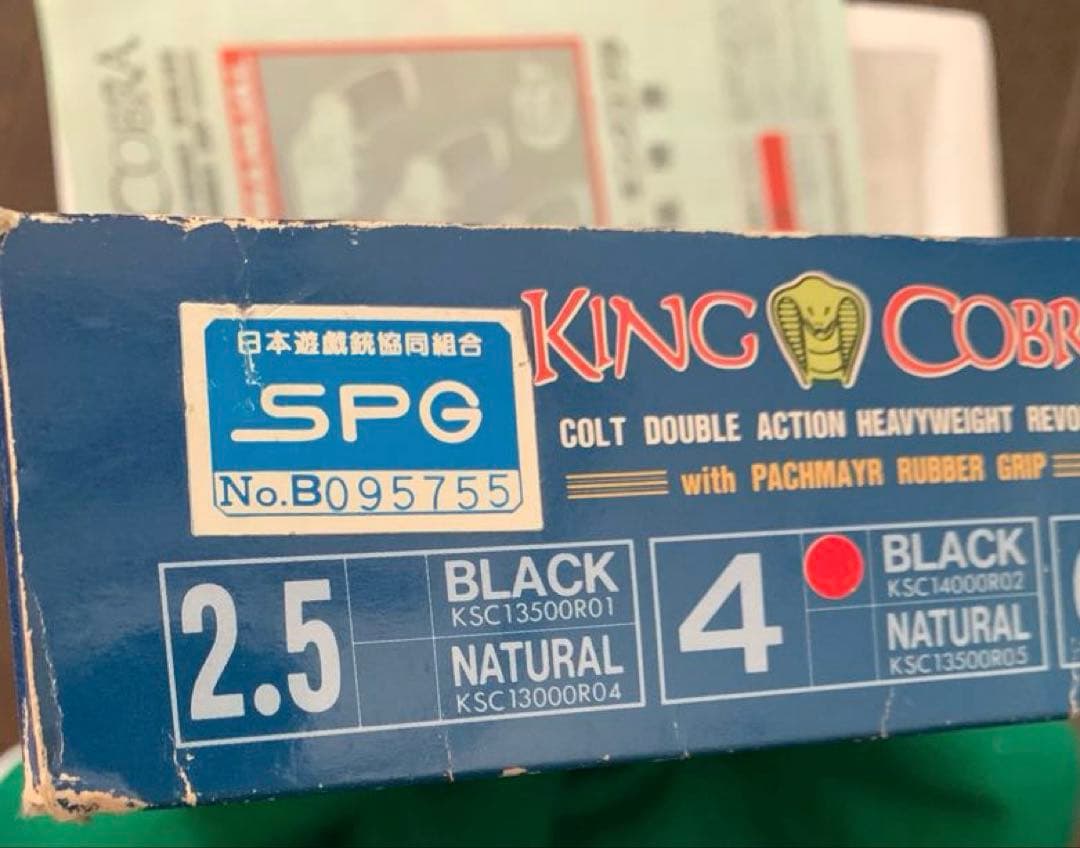 COBRA
日本遊戯銃協同組合
SPG
No.B095755
KING COBR
COLT DOUBLE ACTION HEAVYWEIGHT REVO
with PACHMAYR RUBBER GRIP
2.5
BLACK
KSC13500R01
NATURAL
KSC13000R04
4
BLACK
KSC14000R02
NATURAL
KSC13500R05